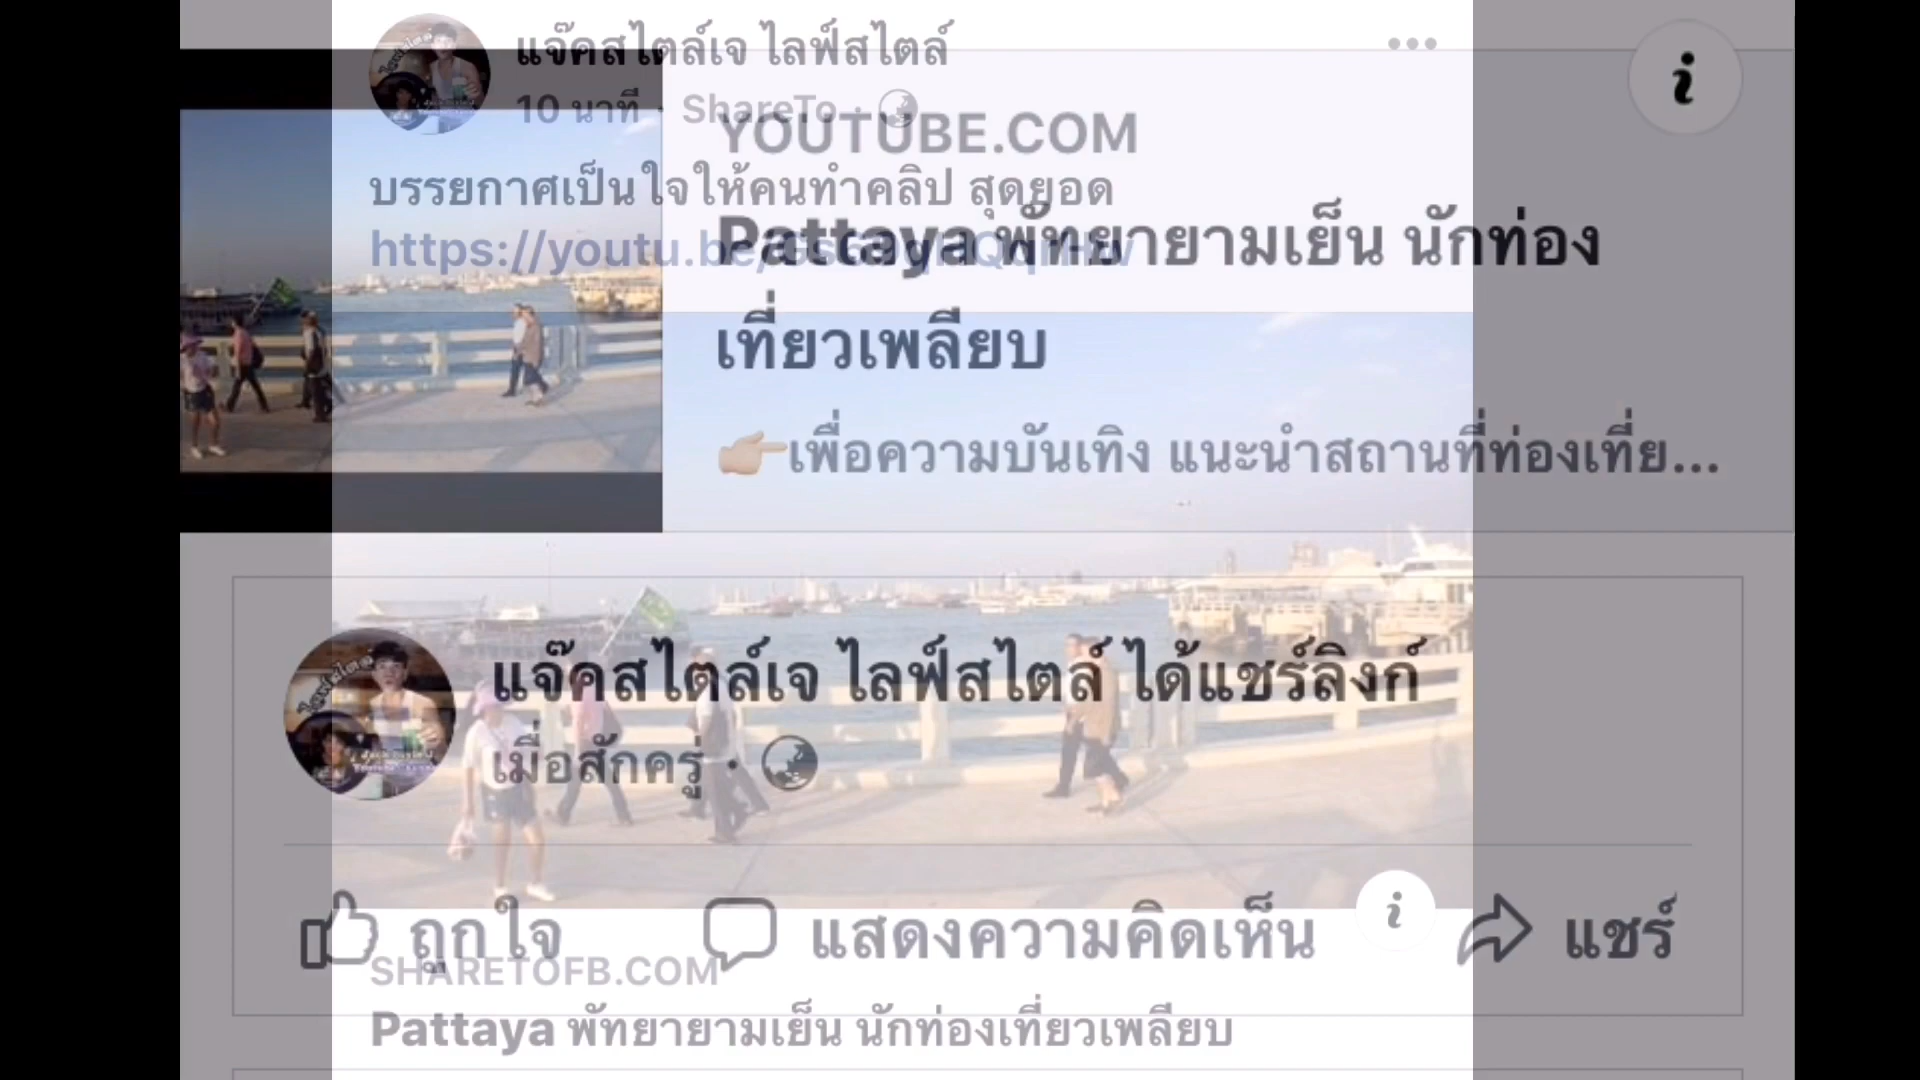 แจ๊คสไตล์เจ ไลฟ์สไตล์
10 นาที · ShareTo ·
YOUTUBE.COM
บรรยกาศเป็นใจให้คนทำคลิป สุดยอด
https://youtu.be/
Pattaya พัทยายามเย็น นักท่อง
เที่ยวเพลียบ
👉เพื่อความบันเทิง แนะนำสถานที่ท่องเที่ย...
แจ๊คสไตล์เจ ไลฟ์สไตล์ ได้แชร์ลิงก์
เมื่อสักครู่ ·
ถูกใจ
แสดงความคิดเห็น
แชร์
SHARETOFB.COM
Pattaya พัทยายามเย็น นักท่องเที่ยวเพลียบ